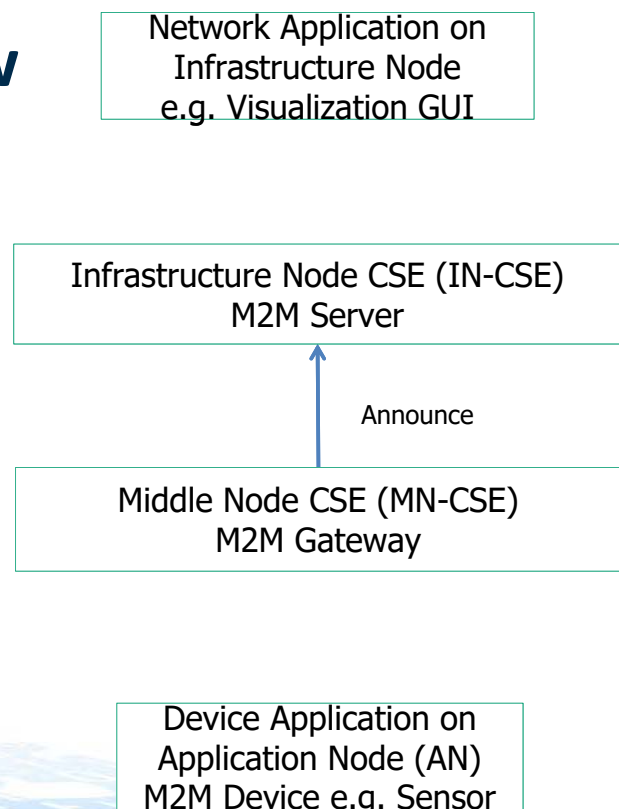 Network Application on
Infrastructure Node
e.g. Visualization GUI
Infrastructure Node CSE (IN-CSE)
M2M Server
Announce
Middle Node CSE (MN-CSE)
M2M Gateway
Device Application on
Application Node (AN)
M2M Device e.g. Sensor